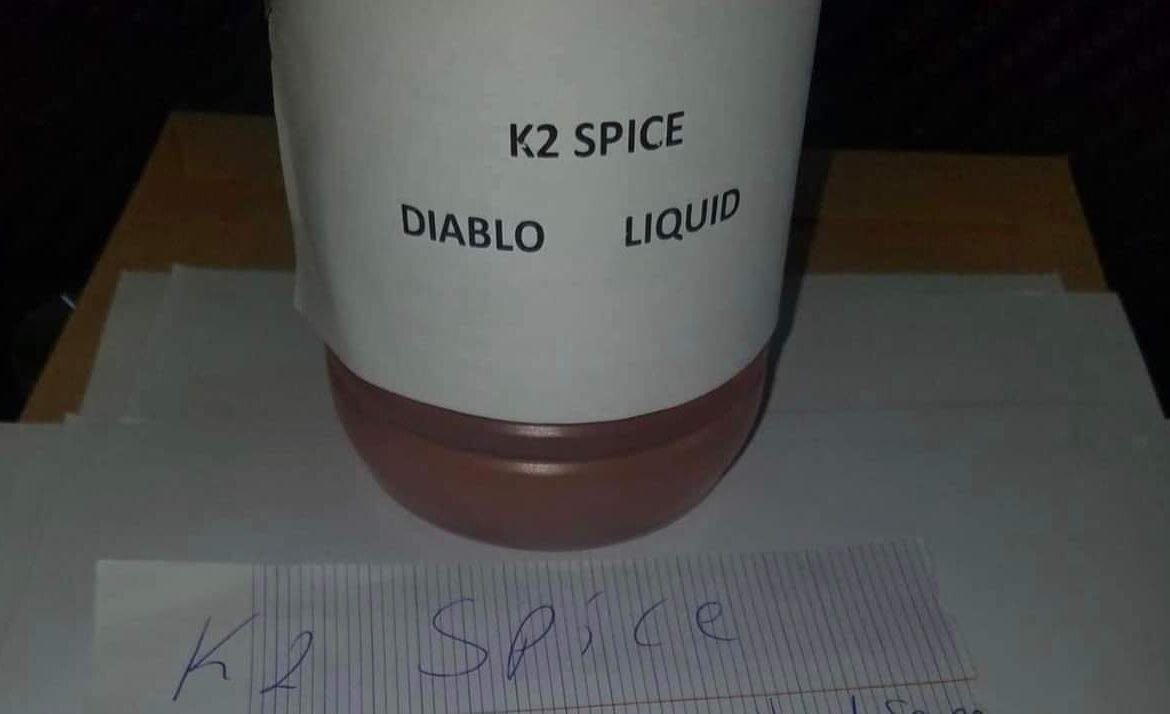 K2 SPICE
DIABLO LIQUID
K2 Spice